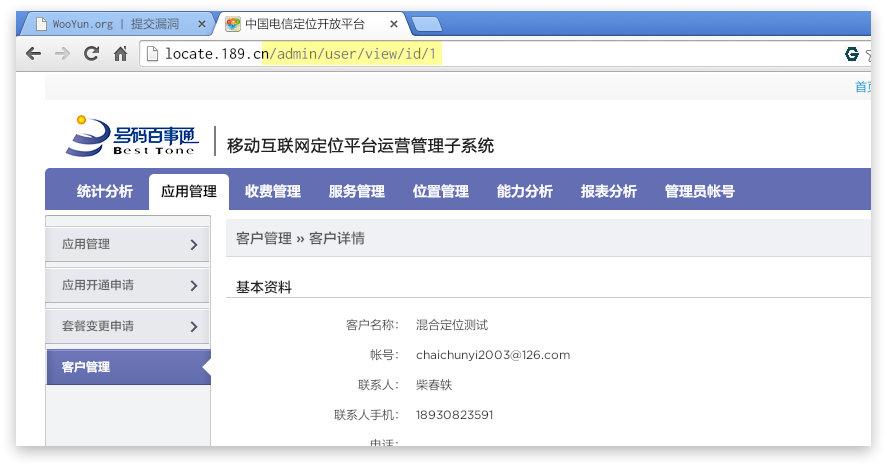 WooYun.org | 提交漏洞
中国电信定位开放平台
locate.189.cn/admin/user/view/id/1
首页
号码百事通
Best Tone
移动互联网定位平台运营管理子系统
统计分析 应用管理 收费管理 服务管理 位置管理 能力分析 报表分析 管理员帐号
应用管理
应用开通申请
套餐变更申请
客户管理
客户管理 » 客户详情
基本资料
客户名称： 混合定位测试
帐号： chaichunyi2003@126.com
联系人： 柴春轶
联系人手机： 18930823591
电话：